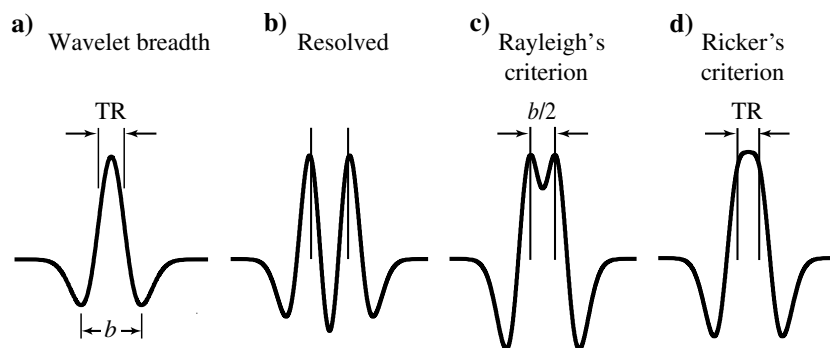 a)
Wavelet breadth
TR
b
b)
Resolved
c)
Rayleigh's
criterion
b/2
d)
Ricker's
criterion
TR